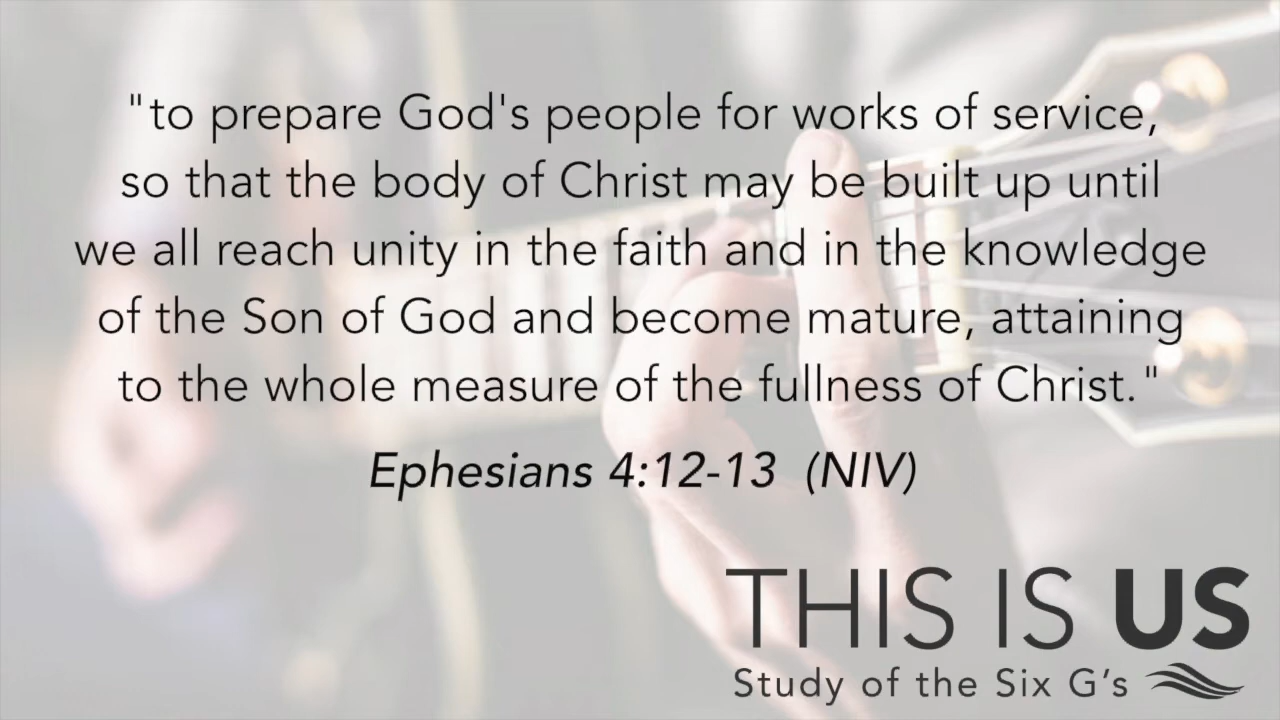 "to prepare God's people for works of service,
so that the body of Christ may be built up until
we all reach unity in the faith and in the knowledge
of the Son of God and become mature, attaining
to the whole measure of the fullness of Christ."
Ephesians 4:12-13 (NIV)
THIS IS US
Study of the Six G's